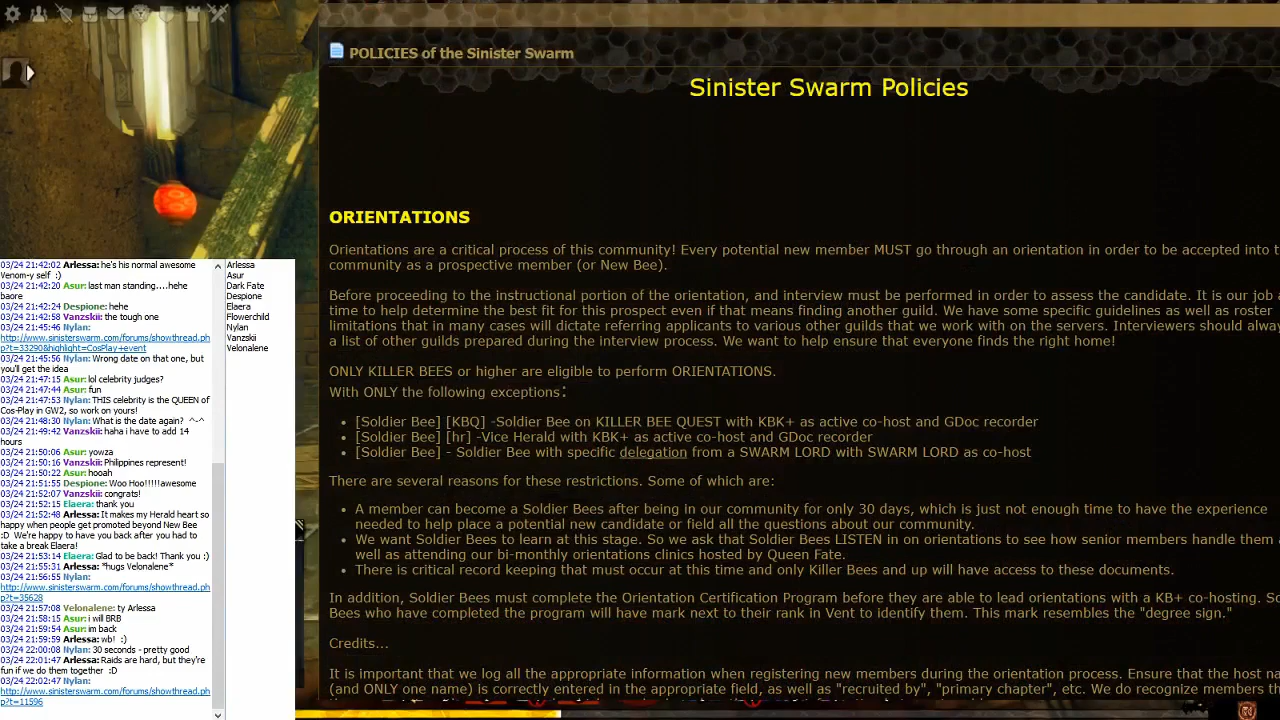 POLICIES of the Sinister Swarm
Sinister Swarm Policies
ORIENTATIONS
Orientations are a critical process of this community! Every potential new member MUST go through an orientation in order to be accepted into t
community as a prospective member (or New Bee).
Before proceeding to the instructional portion of the orientation, and interview must be performed in order to assess the candidate. It is our job a
time to help determine the best fit for this prospect even if that means finding another guild. We have some specific guidelines as well as roster
limitations that in many cases will dictate referring applicants to various other guilds that we work with on the servers. Interviewers should alway
a list of other guilds prepared during the interview process. We want to help ensure that everyone finds the right home!
ONLY KILLER BEES or higher are eligible to perform ORIENTATIONS.
With ONLY the following exceptions:
• [Soldier Bee] [KBQ] -Soldier Bee on KILLER BEE QUEST with KBK+ as active co-host and GDoc recorder
• [Soldier Bee] [hr] -Vice Herald with KBK+ as active co-host and GDoc recorder
• [Soldier Bee] - Soldier Bee with specific delegation from a SWARM LORD with SWARM LORD as co-host
There are several reasons for these restrictions. Some of which are:
• A member can become a Soldier Bees after being in our community for only 30 days, which is just not enough time to have the experience
needed to help place a potential new candidate or field all the questions about our community.
• We want Soldier Bees to learn at this stage. So we ask that Soldier Bees LISTEN in on orientations to see how senior members handle them a
well as attending our bi-monthly orientations clinics hosted by Queen Fate.
• There is critical record keeping that must occur at this time and only Killer Bees and up will have access to these documents.
In addition, Soldier Bees must complete the Orientation Certification Program before they are able to lead orientations with a KB+ co-hosting. So
Bees who have completed the program will have mark next to their rank in Vent to identify them. This mark resembles the "degree sign."
Credits...
It is important that we log all the appropriate information when registering new members during the orientation process. Ensure that the host na
(and ONLY one name) is correctly entered in the appropriate field, as well as "recruited by", "primary chapter", etc. We do recognize members th
03/24 21:42:02 Arlessa: he's his normal awesome
Venom-y self :)
03/24 21:42:20 Asur: last man standing....hehe
baore
03/24 21:42:24 Despione: hehe
03/24 21:42:58 Vanzskii: the tough one
03/24 21:45:46 Nylan:
http://www.sinisterswarm.com/forums/showthread.ph
p?t=33290&highlight=CosPlay+event
03/24 21:45:56 Nylan: Wrong date on that one, but
you'll get the idea
03/24 21:47:15 Asur: lol celebrity judges?
03/24 21:47:44 Asur: fun
03/24 21:47:53 Nylan: THIS celebrity is the QUEEN of
Cos-Play in GW2, so work on yours!
03/24 21:48:30 Nylan: What is the date again? ^-^
03/24 21:49:42 Vanzskii: haha i have to add 14
hours
03/24 21:50:06 Asur: yowza
03/24 21:50:16 Vanzskii: Philippines represent!
03/24 21:50:22 Asur: hooah
03/24 21:51:55 Despione: Woo Hoo!!!!!awesome
03/24 21:52:07 Vanzskii: congrats!
03/24 21:52:15 Elaera: thank you
03/24 21:52:48 Arlessa: It makes my Herald heart so
happy when people get promoted beyond New Bee
:D We're happy to have you back after you had to
take a break Elaera!
03/24 21:53:14 Elaera: Glad to be back! Thank you :)
03/24 21:55:31 Arlessa: *hugs Velonalene*
03/24 21:56:55 Nylan:
http://www.sinisterswarm.com/forums/showthread.ph
p?t=35628
03/24 21:57:08 Velonalene: ty Arlessa
03/24 21:58:15 Asur: i will BRB
03/24 21:59:54 Asur: im back
03/24 21:59:59 Arlessa: wb! :)
03/24 22:00:08 Nylan: 30 seconds - pretty good
03/24 22:01:47 Arlessa: Raids are hard, but they're
fun if we do them together :D
03/24 22:02:47 Nylan:
http://www.sinisterswarm.com/forums/showthread.ph
p?t=11596
Arlessa
Asur
Dark Fate
Despione
Elaera
Flowerchild
Nylan
Vanzskii
Velonalene